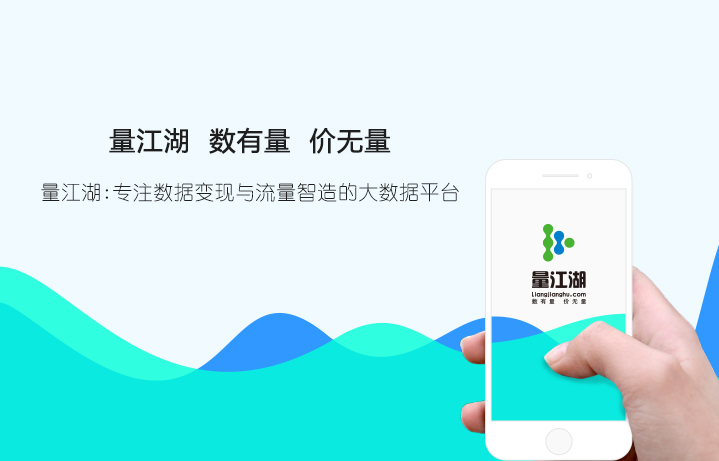 量江湖 数有量 价无量
量江湖:专注数据变现与流量智造的大数据平台
量江湖
Liangjianghu.com
数有量 价无量